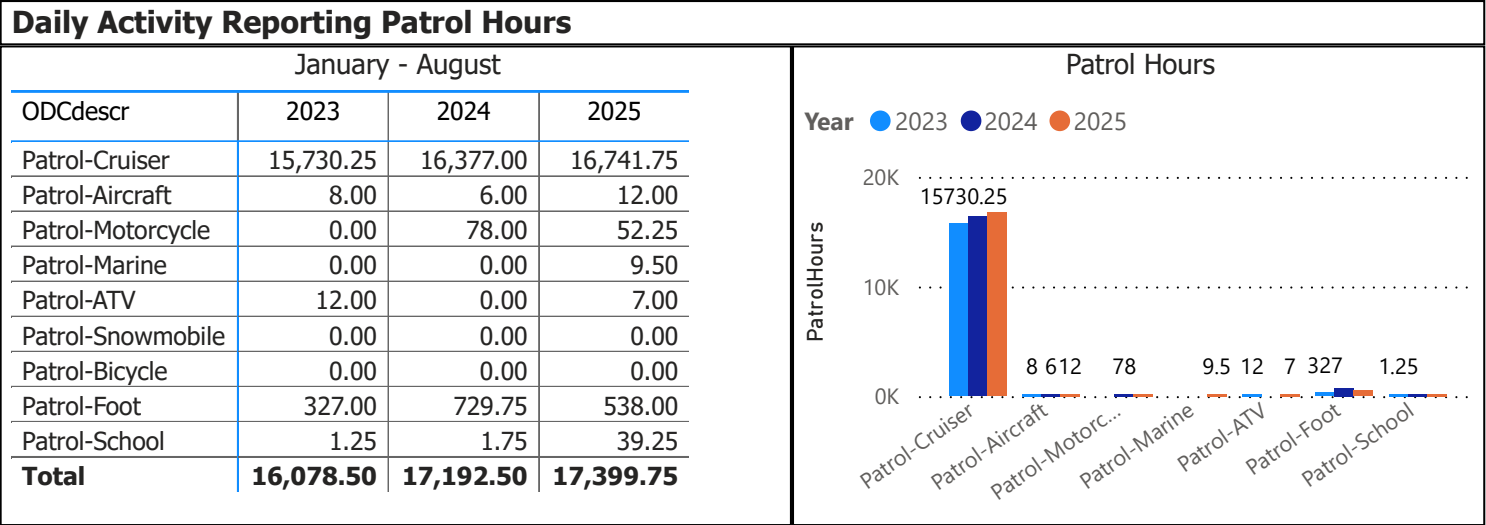 Daily Activity Reporting Patrol Hours
January - August
ODCdescr 2023 2024 2025
Patrol-Cruiser 15,730.25 16,377.00 16,741.75
Patrol-Aircraft 8.00 6.00 12.00
Patrol-Motorcycle 0.00 78.00 52.25
Patrol-Marine 0.00 0.00 9.50
Patrol-ATV 12.00 0.00 7.00
Patrol-Snowmobile 0.00 0.00 0.00
Patrol-Bicycle 0.00 0.00 0.00
Patrol-Foot 327.00 729.75 538.00
Patrol-School 1.25 1.75 39.25
Total 16,078.50 17,192.50 17,399.75
Patrol Hours
Year 2023 2024 2025
PatrolHours
20K
15730.25
10K
8 6 12 78 9.5 12 7 327 1.25
0K
Patrol-Cruiser Patrol-Aircraft Patrol-Motorc... Patrol-Marine Patrol-ATV Patrol-Foot Patrol-School